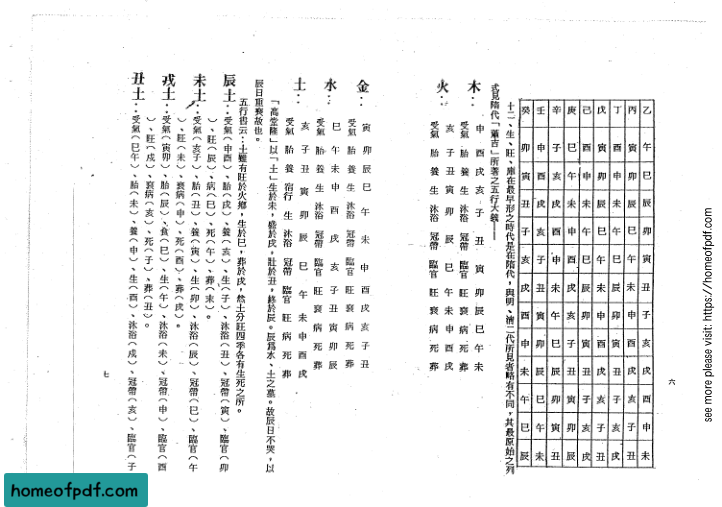 六
乙 午 巳 辰 卯 寅 丑 子 亥 戌 酉 申 未
丙 寅 卯 辰 巳 午 未 申 酉 戌 亥 子 丑
丁 酉 申 未 午 巳 辰 卯 寅 丑 子 亥 戌
戊 寅 卯 辰 巳 午 未 申 酉 戌 亥 子 丑
己 酉 申 未 午 巳 辰 卯 寅 丑 子 亥 戌
庚 巳 午 未 申 酉 戌 亥 子 丑 寅 卯 辰
辛 子 亥 戌 酉 申 未 午 巳 辰 卯 寅 丑
壬 申 酉 戌 亥 子 丑 寅 卯 辰 巳 午 未
癸 卯 寅 丑 子 亥 戌 酉 申 未 午 巳 辰
十二、生、旺、庫在最早形之時代是在隋代，與明、清二代所見者略有不同，其最原始之列
式見隋代「蕭吉」所著之五行大義——
木： 申 酉 戌 亥 子 丑 寅 卯 辰 巳 午 未
受氣 胎 養 生 沐浴 冠帶 臨官 旺 衰 病 死 葬
火： 亥 子 丑 寅 卯 辰 巳 午 未 申 酉 戌
受氣 胎 養 生 沐浴 冠帶 臨官 旺 衰 病 死 葬
金： 寅 卯 辰 巳 午 未 申 酉 戌 亥 子 丑
受氣 胎 養 生 沐浴 冠帶 臨官 旺 衰 病 死 葬
水： 巳 午 未 申 酉 戌 亥 子 丑 寅 卯 辰
受氣 胎 養 生 沐浴 冠帶 臨官 旺 衰 病 死 葬
土： 亥 子 丑 寅 卯 辰 巳 午 未 申 酉 戌
受氣 胎 養 寄行 生 沐浴 冠帶 臨官 旺 衰病 死 葬
「高堂隆」以「土」生於未，盛於戌，壯於丑，終於辰。辰爲水、土之墓。故辰日不哭，以
辰日重喪故也。
五行書云：土雖有旺於火鄉，生於巳，葬於戌，然土分旺四季各有生死之所。
辰土：受氣（申酉）、胎（戌）、養（亥）、生（子）、沐浴（丑）、冠帶（寅）、臨官（卯
）、旺（辰）、病（巳）、死（午）、葬（未）。
未土：受氣（亥子）、胎（丑）、養（寅）、生（卯）、沐浴（辰）、冠帶（巳）、臨官（午
）、旺（未）、衰病（申）、死（酉）、葬（戌）。
戌土：受氣（寅卯）、胎（辰）、養（巳）、生（午）、沐浴（未）、冠帶（申）、臨官（酉
）、旺（戌）、衰病（亥）、死（子）、葬（丑）。
丑土：受氣（巳午）、胎（未）、養（申）、生（酉）、沐浴（戌）、冠帶（亥）、臨官（子
七
see more please visit: https://homeofpdf.com
homeofpdf.com